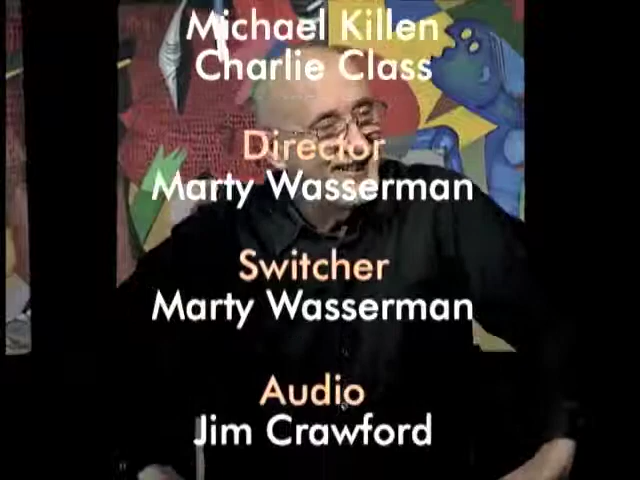 Michael Killen
Charlie Class
Director
Marty Wasserman
Switcher
Marty Wasserman
Audio
Jim Crawford